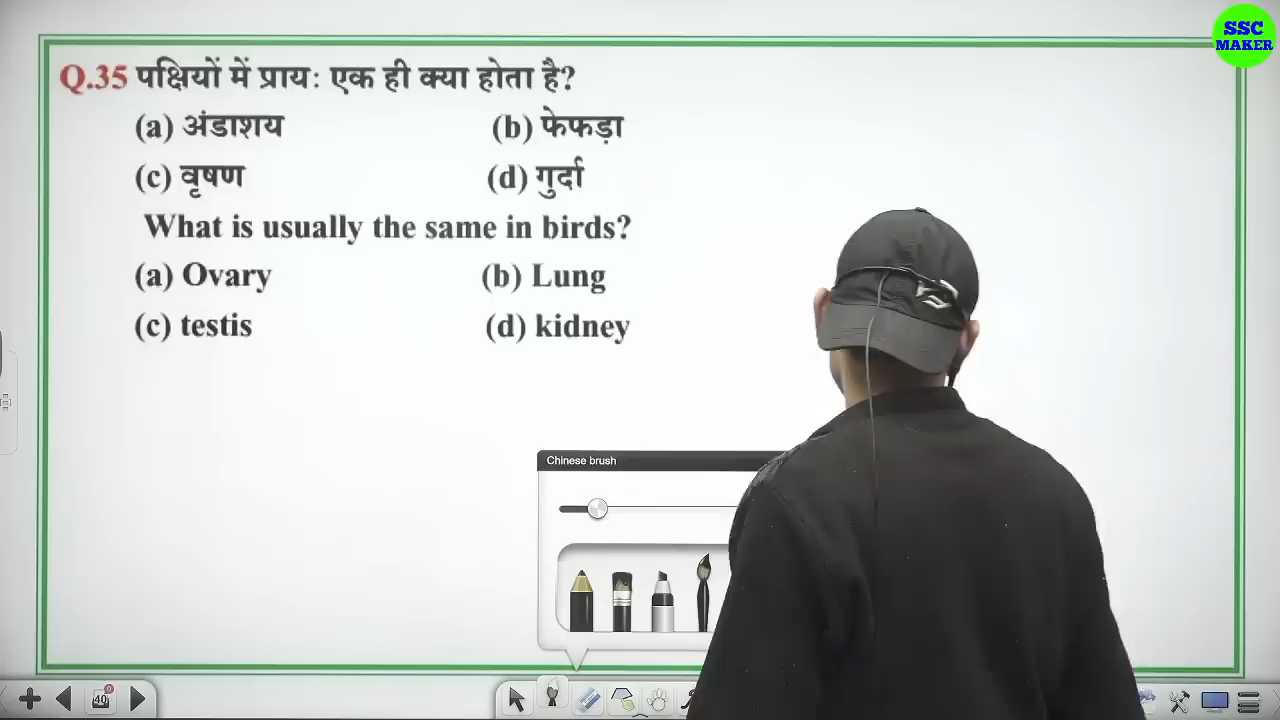 SSC
MAKER
Q.35 पक्षियों में प्रायः एक ही क्या होता है?
(a) अंडाशय (b) फेफड़ा
(c) वृषण (d) गुर्दा
What is usually the same in birds?
(a) Ovary (b) Lung
(c) testis (d) kidney
Chinese brush
40